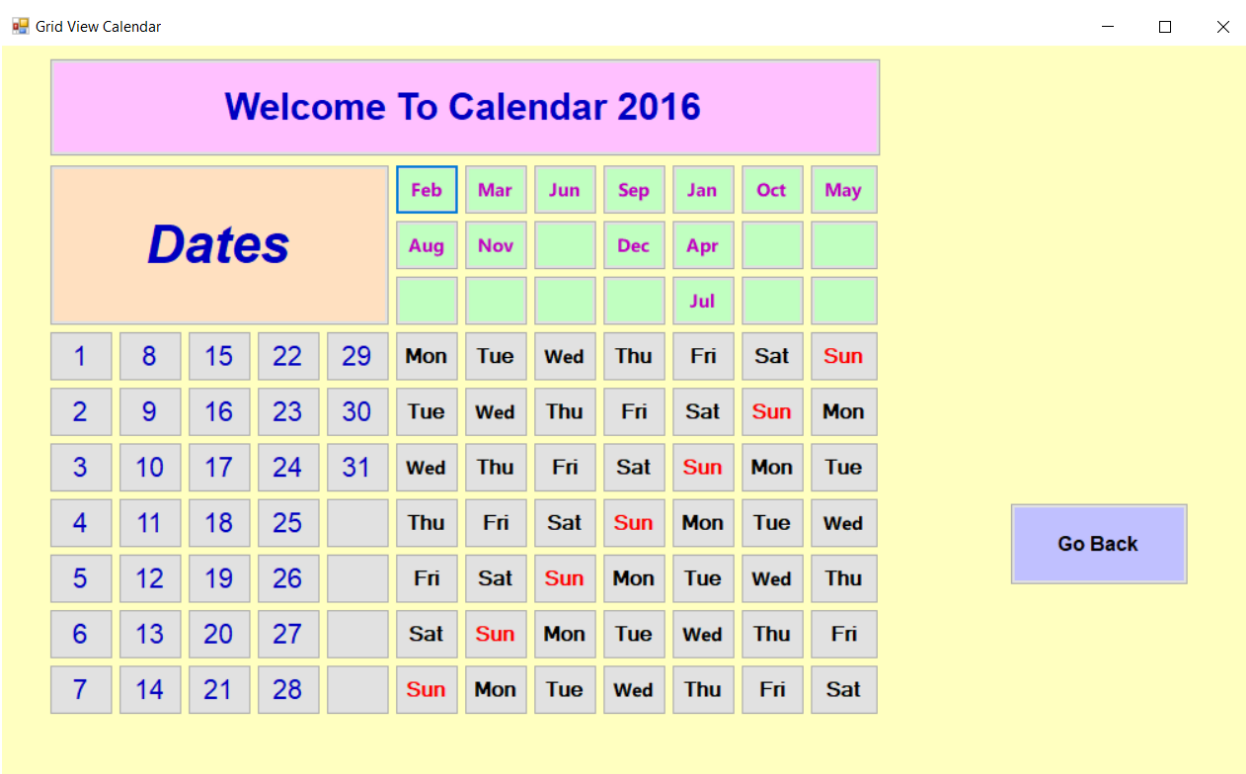 Grid View Calendar
Welcome To Calendar 2016
Dates
Feb Mar Jun Sep Jan Oct May
Aug Nov Dec Apr
Jul
1 8 15 22 29 Mon Tue Wed Thu Fri Sat Sun
2 9 16 23 30 Tue Wed Thu Fri Sat Sun Mon
3 10 17 24 31 Wed Thu Fri Sat Sun Mon Tue
4 11 18 25 Thu Fri Sat Sun Mon Tue Wed
5 12 19 26 Fri Sat Sun Mon Tue Wed Thu
6 13 20 27 Sat Sun Mon Tue Wed Thu Fri
7 14 21 28 Sun Mon Tue Wed Thu Fri Sat
Go Back